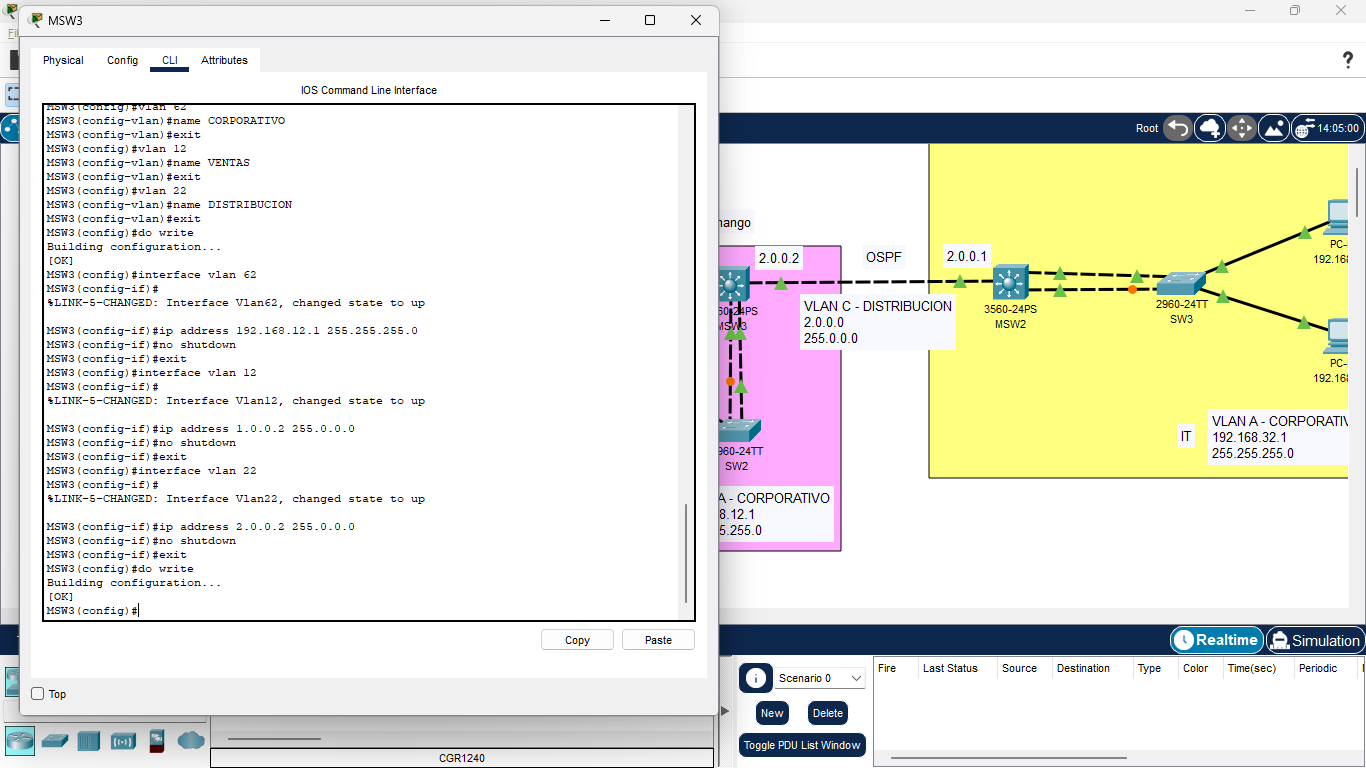 MSW3
Physical
Config
CLI
Attributes
IOS Command Line Interface
MSW3(config)#vlan 62
MSW3(config-vlan)#name CORPORATIVO
MSW3(config-vlan)#exit
MSW3(config)#vlan 12
MSW3(config-vlan)#name VENTAS
MSW3(config-vlan)#exit
MSW3(config)#vlan 22
MSW3(config-vlan)#name DISTRIBUCION
MSW3(config-vlan)#exit
MSW3(config)#do write
Building configuration...
[OK]
MSW3(config)#interface vlan 62
MSW3(config-if)#
%LINK-5-CHANGED: Interface Vlan62, changed state to up
MSW3(config-if)#ip address 192.168.12.1 255.255.255.0
MSW3(config-if)#no shutdown
MSW3(config-if)#exit
MSW3(config)#interface vlan 12
MSW3(config-if)#
%LINK-5-CHANGED: Interface Vlan12, changed state to up
MSW3(config-if)#ip address 1.0.0.2 255.0.0.0
MSW3(config-if)#no shutdown
MSW3(config-if)#exit
MSW3(config)#interface vlan 22
MSW3(config-if)#
%LINK-5-CHANGED: Interface Vlan22, changed state to up
MSW3(config-if)#ip address 2.0.0.2 255.0.0.0
MSW3(config-if)#no shutdown
MSW3(config-if)#exit
MSW3(config)#do write
Building configuration...
[OK]
MSW3(config)#
Copy
Paste
Top
?
Root
14:05:00
ango
2.0.0.2
OSPF
2.0.0.1
60-24PS
MSW3
VLAN C - DISTRIBUCION
2.0.0.0
255.0.0.0
3560-24PS
MSW2
2960-24TT
SW3
PC-
192.168
PC-
192.168
960-24TT
SW2
A - CORPORATIVO
8.12.1
5.255.0
IT
VLAN A - CORPORATIV
192.168.32.1
255.255.255.0
Realtime
Simulation
Scenario 0
New
Delete
Toggle PDU List Window
Fire
Last Status
Source
Destination
Type
Color
Time(sec)
Periodic
CGR1240